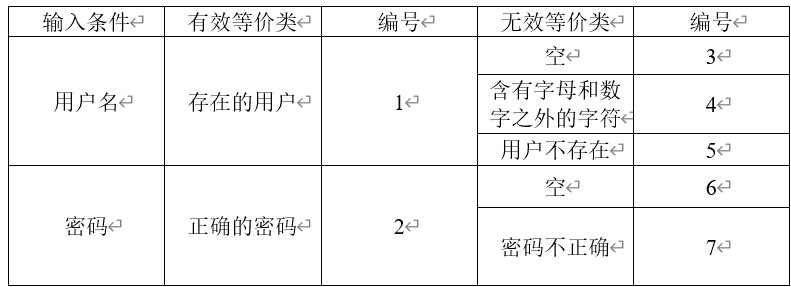 输入条件 有效等价类 编号 无效等价类 编号
用户名 存在的用户 1 空 3
含有字母和数
字之外的字符 4
用户不存在 5
密码 正确的密码 2 空 6
密码不正确 7